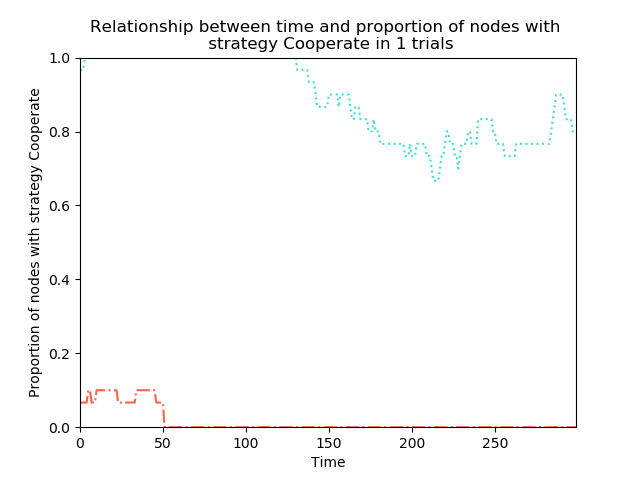 Relationship between time and proportion of nodes with
strategy Cooperate in 1 trials
Proportion of nodes with strategy Cooperate
1.0
0.8
0.6
0.4
0.2
0.0
0 50 100 150 200 250
Time